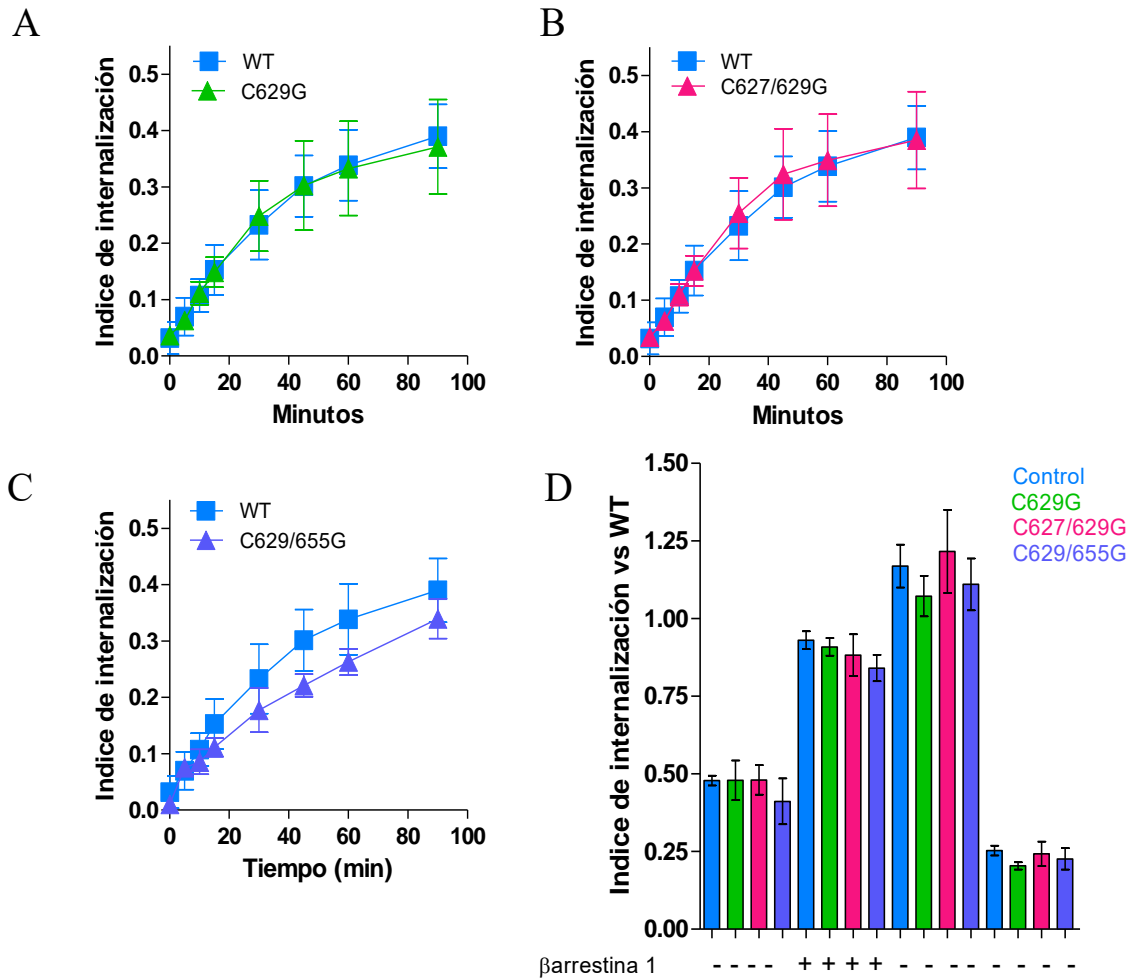 A
WT
C629G
Indice de internalización
0.5
0.4
0.3
0.2
0.1
0.0
0 20 40 60 80 100
Minutos
B
WT
C627/629G
Indice de internalización
0.5
0.4
0.3
0.2
0.1
0.0
0 20 40 60 80 100
Minutos
C
WT
C629/655G
Indice de internalización
0.5
0.4
0.3
0.2
0.1
0.0
0 20 40 60 80 100
Tiempo (min)
D
Control
C629G
C627/629G
C629/655G
Indice de internalización vs WT
1.50
1.25
1.00
0.75
0.50
0.25
0.00
βarrestina 1 - - - - + + + + - - - - - - - -